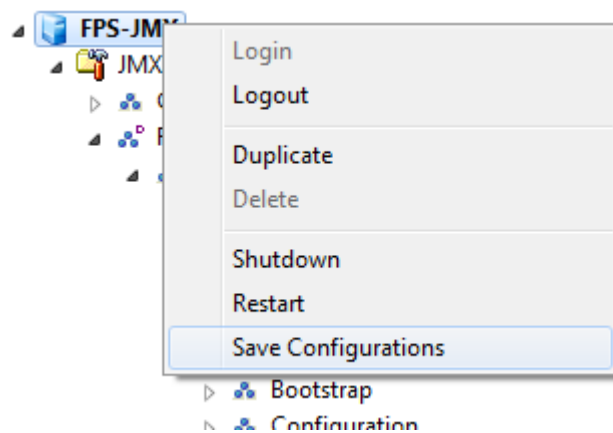 FPS-JMX
JMX
Login
Logout
Duplicate
Delete
Shutdown
Restart
Save Configurations
Bootstrap
Configuration